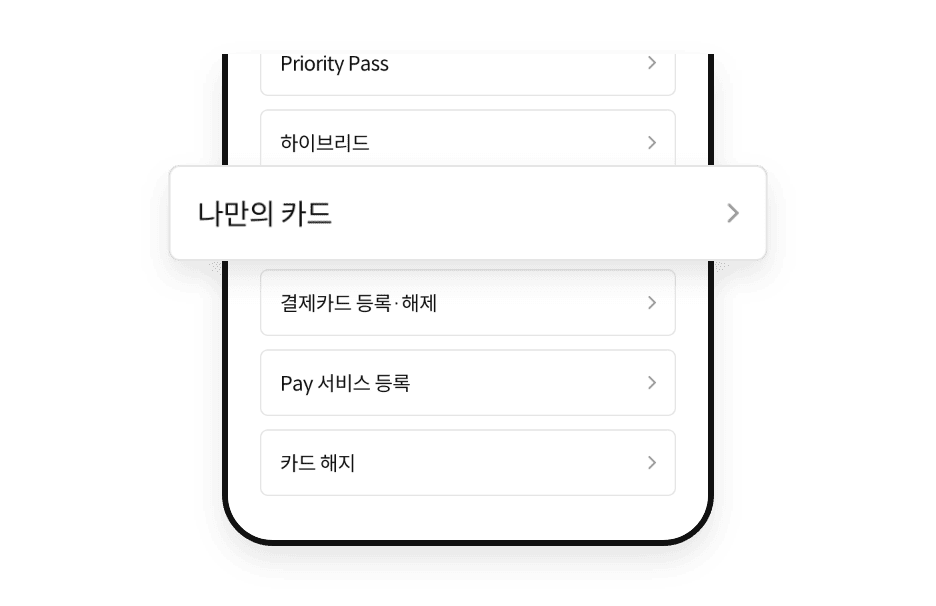 Priority Pass
하이브리드
나만의 카드
결제카드 등록·해제
Pay 서비스 등록
카드 해지